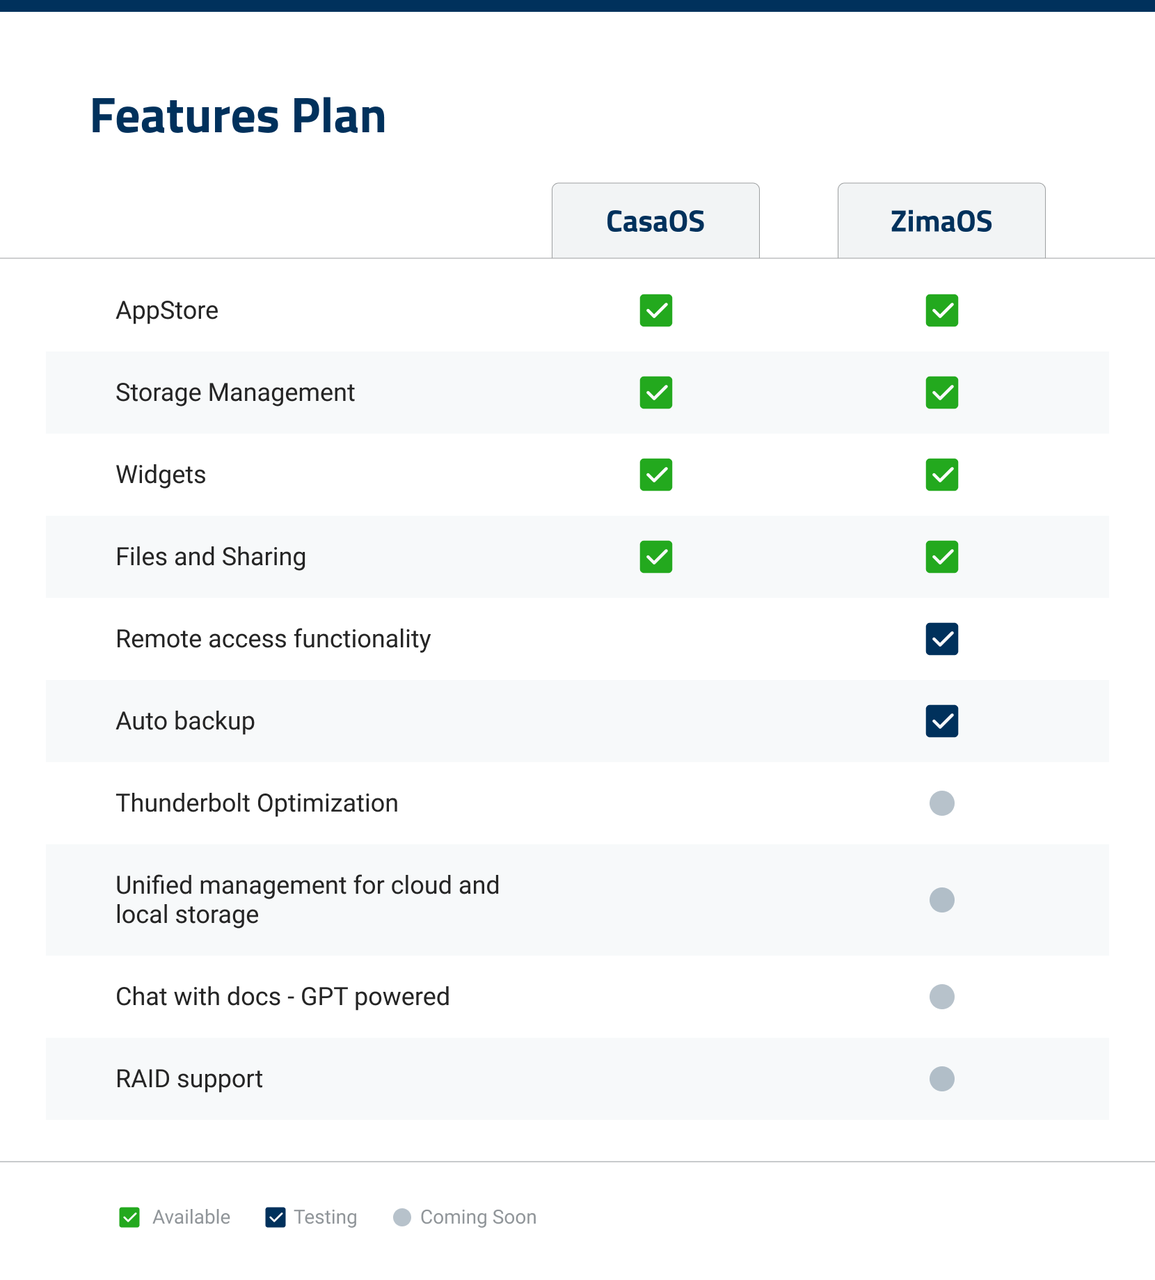 Features Plan
CasaOS
ZimaOS
AppStore
Storage Management
Widgets
Files and Sharing
Remote access functionality
Auto backup
Thunderbolt Optimization
Unified management for cloud and
local storage
Chat with docs - GPT powered
RAID support
Available
Testing
Coming Soon